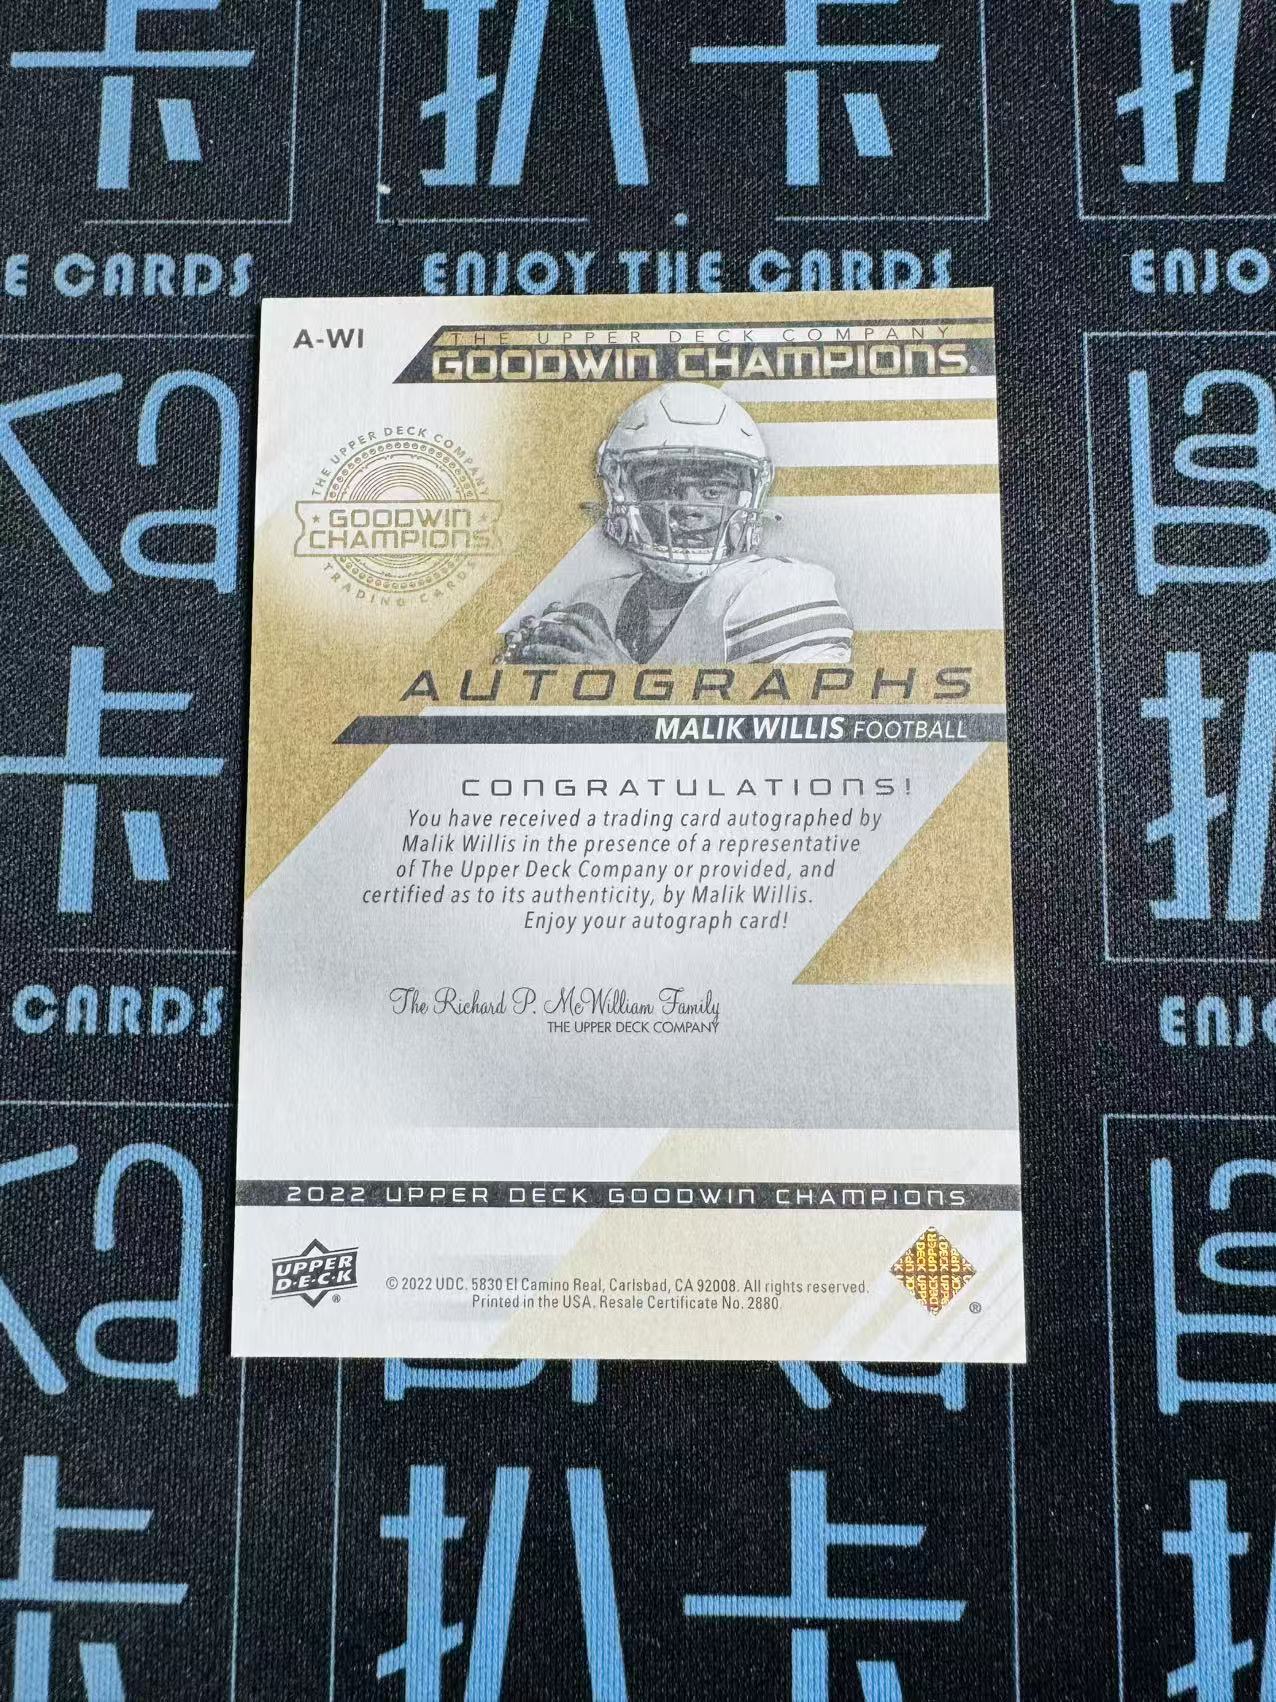 E CARDS
ENJOY THE CARDS
ENJO
A-WI
THE UPPER DECK COMPANY
GOODWIN CHAMPIONS®
THE UPPER DECK COMPANY
GOODWIN
CHAMPIONS
TRADING CARDS
AUTOGRAPHS
MALIK WILLIS FOOTBALL
CONGRATULATIONS!
You have received a trading card autographed by
Malik Willis in the presence of a representative
of The Upper Deck Company or provided, and
certified as to its authenticity, by Malik Willis.
Enjoy your autograph card!
The Richard P. McWilliam Family
THE UPPER DECK COMPANY
CARDS
ENJO
2022 UPPER DECK GOODWIN CHAMPIONS
UPPER
D·E·C·K
®
© 2022 UDC. 5830 El Camino Real, Carlsbad, CA 92008. All rights reserved.
Printed in the USA. Resale Certificate No. 2880.
®
扒卡